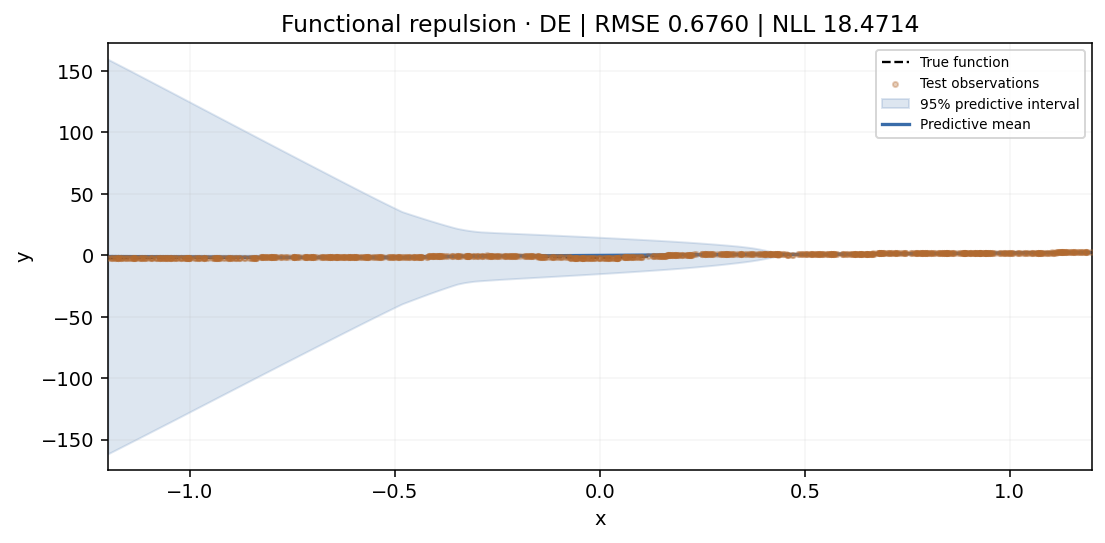 Functional repulsion · DE | RMSE 0.6760 | NLL 18.4714
True function
Test observations
95% predictive interval
Predictive mean
150
100
50
0
−50
−100
−150
y
−1.0
−0.5
0.0
0.5
1.0
x